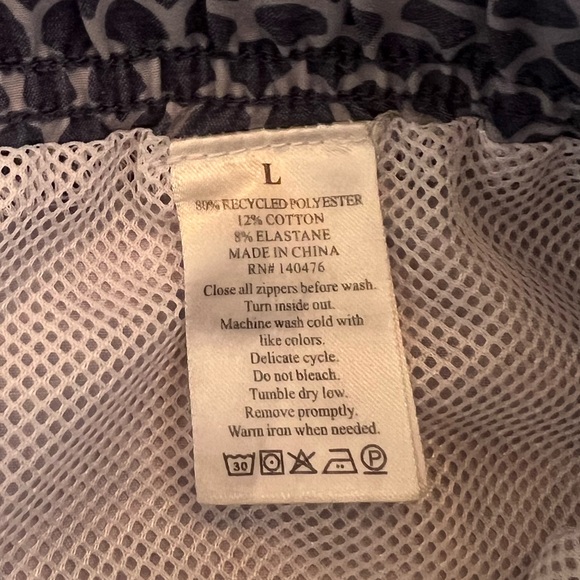 L
80% RECYCLED POLYESTER
12% COTTON
8% ELASTANE
MADE IN CHINA
RN# 140476
Close all zippers before wash.
Turn inside out.
Machine wash cold with
like colors.
Delicate cycle.
Do not bleach.
Tumble dry low.
Remove promptly.
Warm iron when needed.
30 P